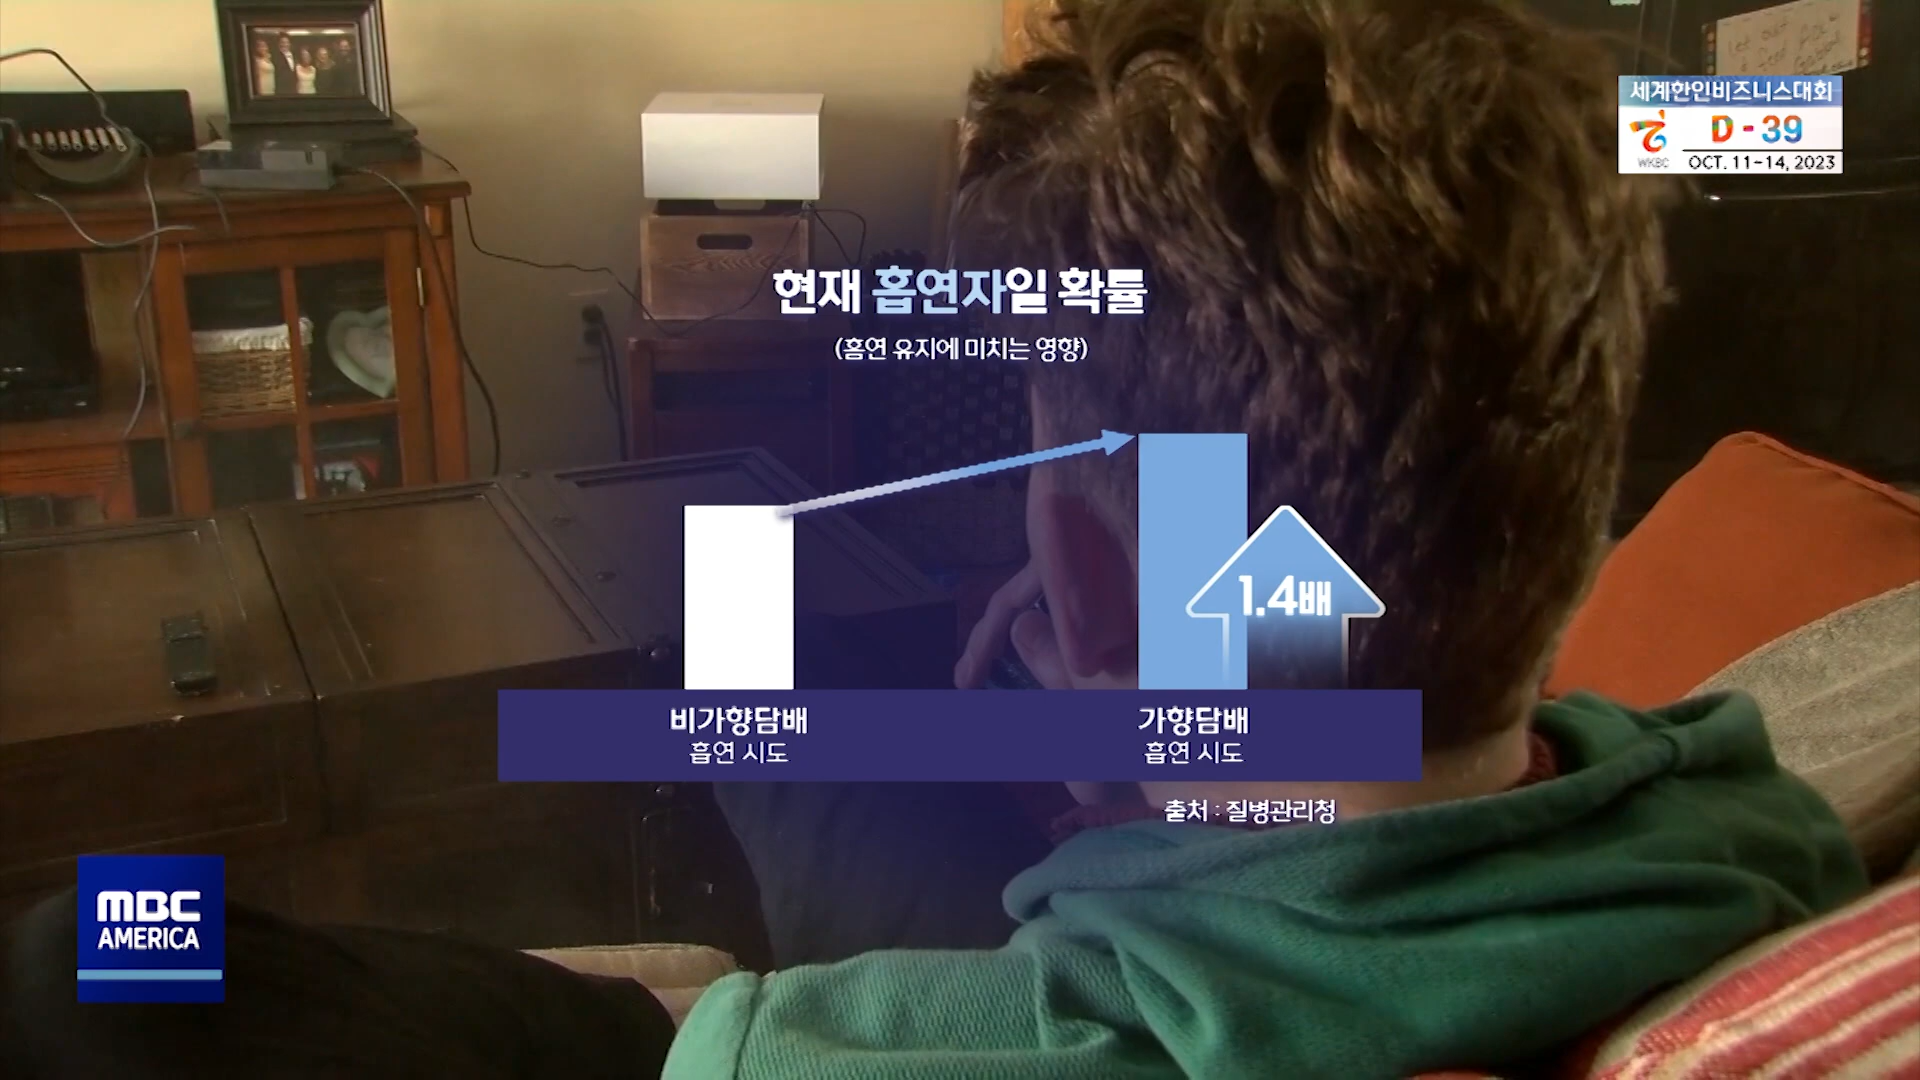 세계한인비즈니스대회
D-39
WKBC
OCT. 11-14, 2023
현재 흡연자일 확률
(흡연 유지에 미치는 영향)
1.4배
비가향담배
흡연 시도
가향담배
흡연 시도
출처 : 질병관리청
MBC
AMERICA